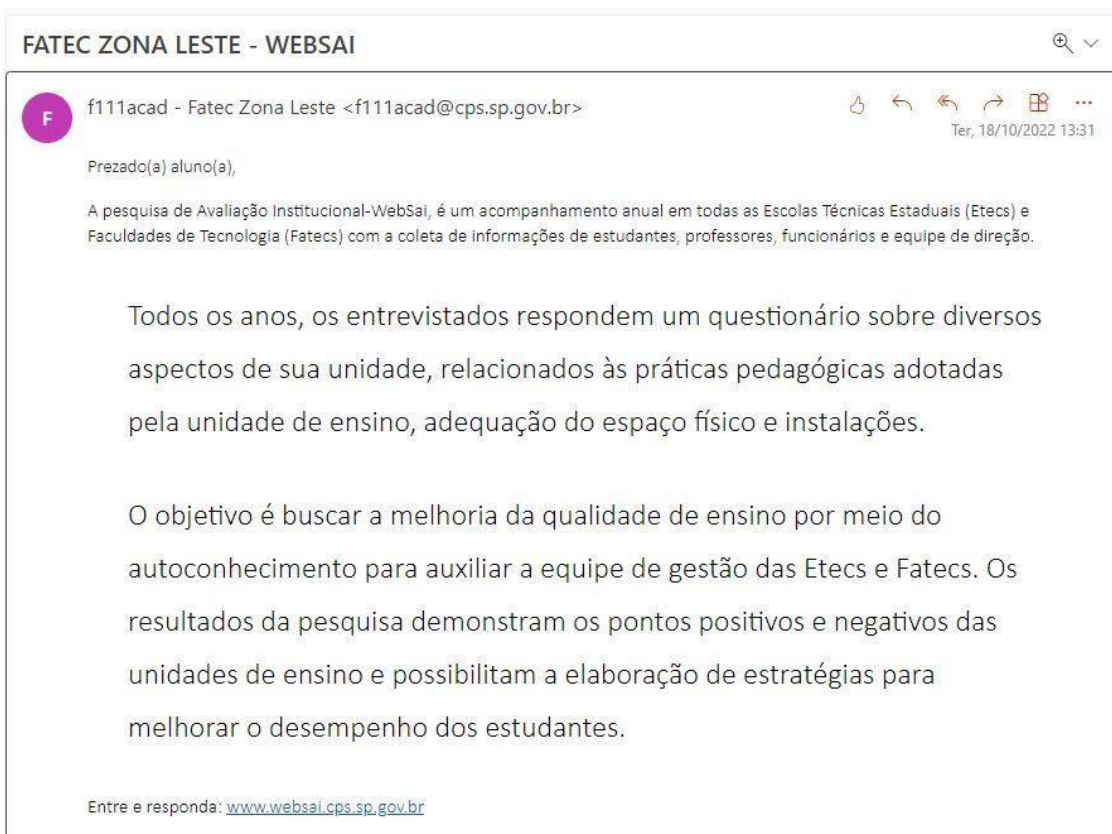 FATEC ZONA LESTE - WEBSAI
F
f111acad - Fatec Zona Leste <f111acad@cps.sp.gov.br>
Ter, 18/10/2022 13:31
Prezado(a) aluno(a),
A pesquisa de Avaliação Institucional-WebSai, é um acompanhamento anual em todas as Escolas Técnicas Estaduais (Etecs) e
Faculdades de Tecnologia (Fatecs) com a coleta de informações de estudantes, professores, funcionários e equipe de direção.
Todos os anos, os entrevistados respondem um questionário sobre diversos
aspectos de sua unidade, relacionados às práticas pedagógicas adotadas
pela unidade de ensino, adequação do espaço físico e instalações.
O objetivo é buscar a melhoria da qualidade de ensino por meio do
autoconhecimento para auxiliar a equipe de gestão das Etecs e Fatecs. Os
resultados da pesquisa demonstram os pontos positivos e negativos das
unidades de ensino e possibilitam a elaboração de estratégias para
melhorar o desempenho dos estudantes.
Entre e responda: www.websai.cps.sp.gov.br